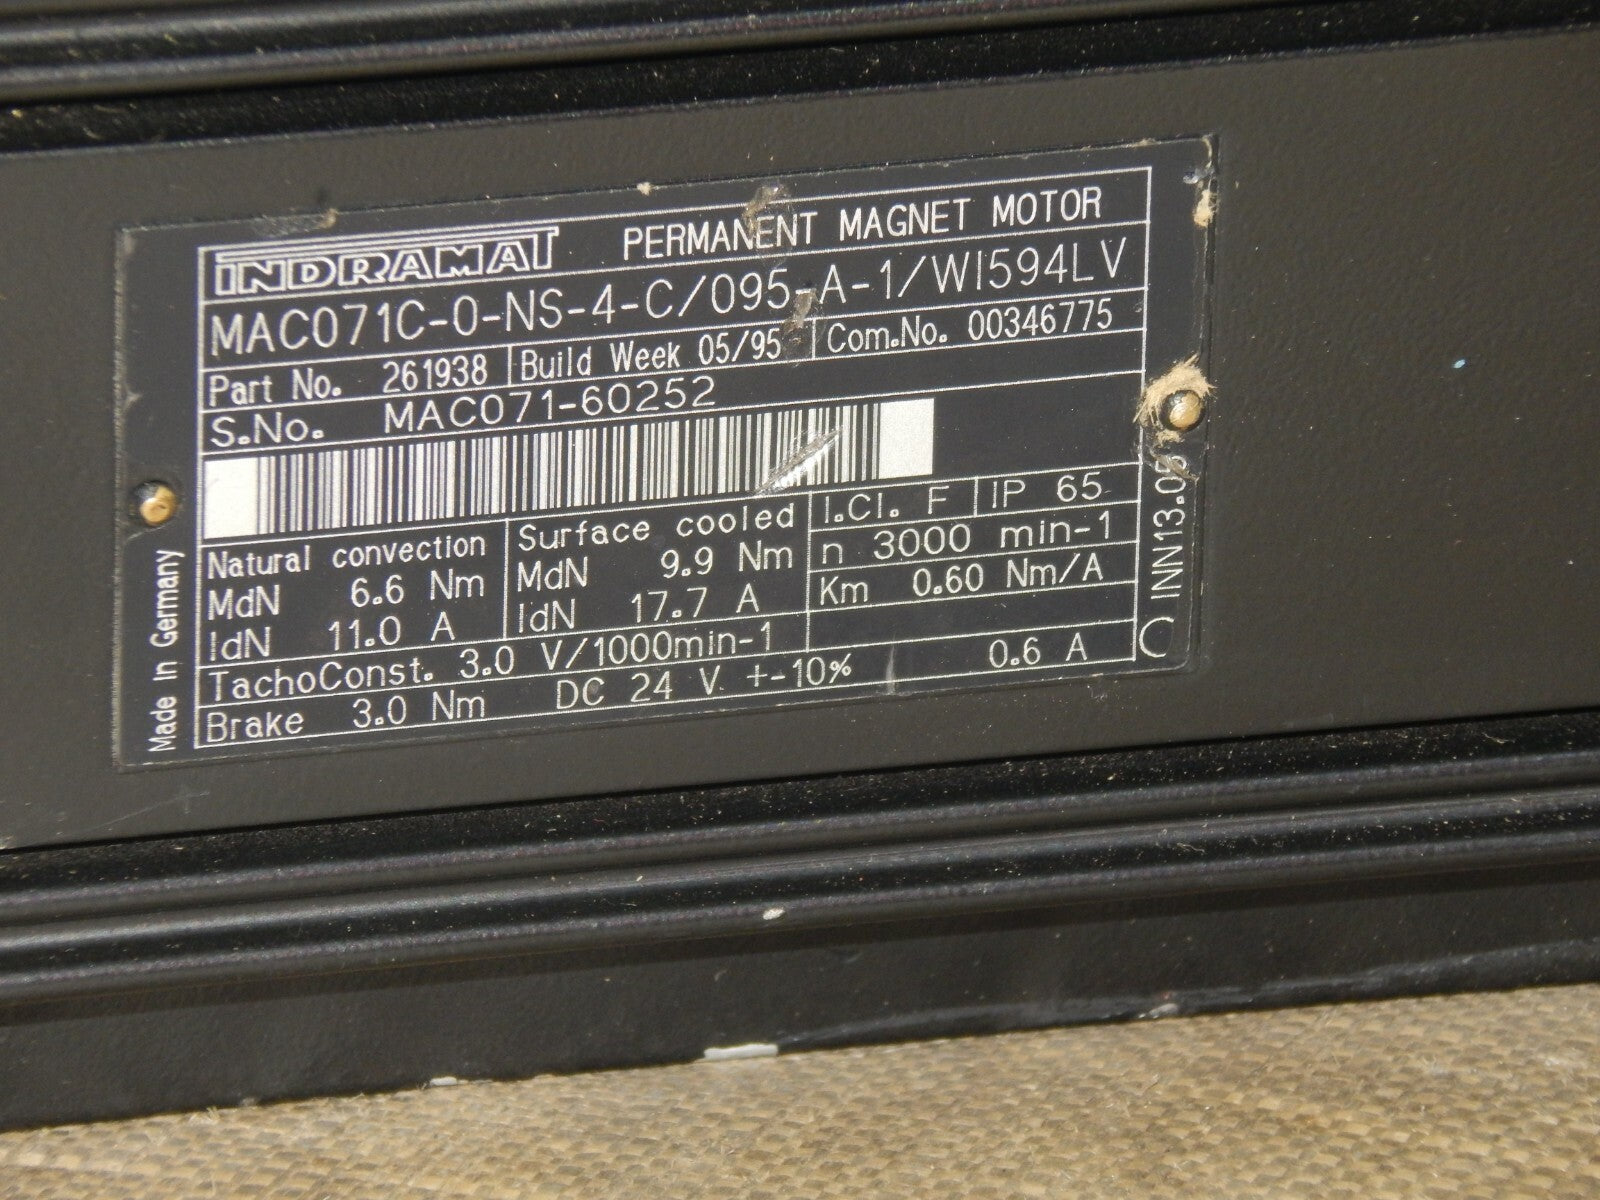 INDRAMAT PERMANENT MAGNET MOTOR
MAC071C-0-NS-4-C/095-A-1/WI594LV
Part No. 261938 Build Week 05/95 Com.No. 00346775
S.No. MAC071-60252
Natural convection
MdN 6.6 Nm
IdN 11.0 A
Surface cooled
MdN 9.9 Nm
IdN 17.7 A
I.Cl. F IP 65
n 3000 min-1
Km 0.60 Nm/A
TachoConst. 3.0 V/1000min-1
Brake 3.0 Nm DC 24 V +-10% 0.6 A
Made in Germany
C INN13.05